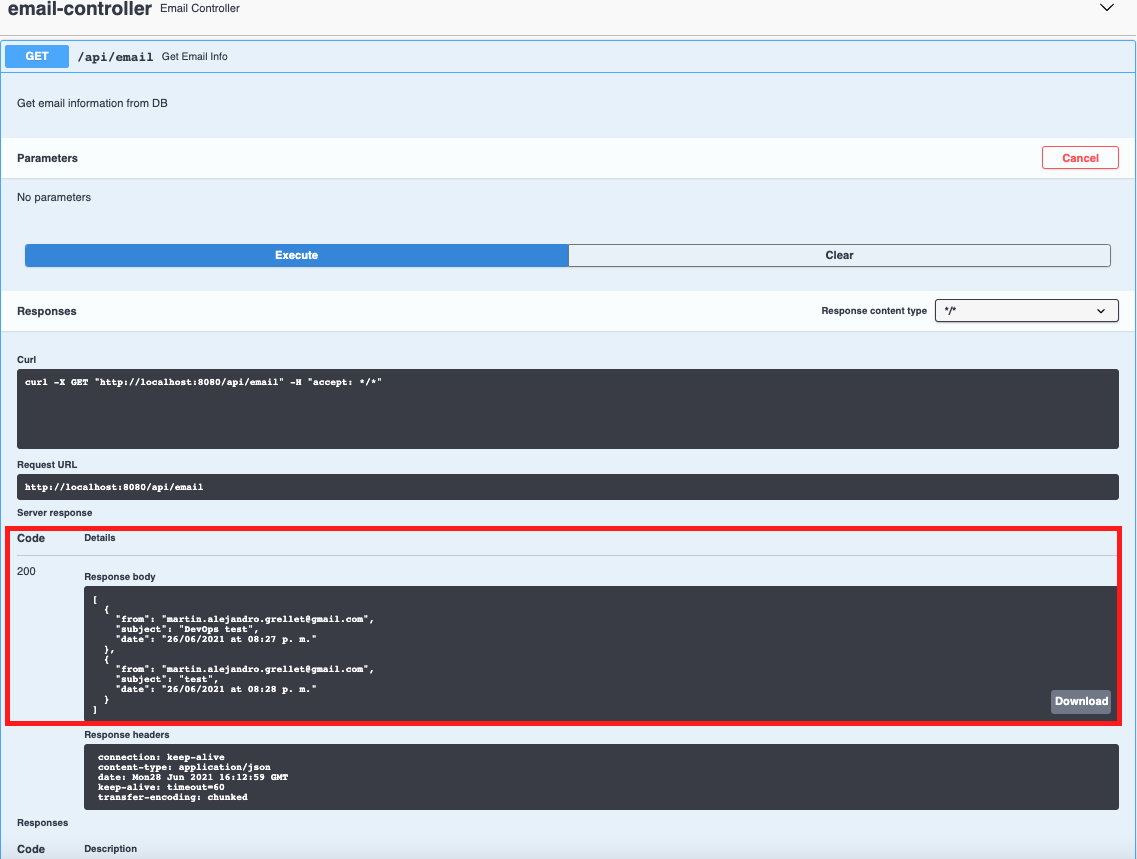 email-controller Email Controller
GET /api/email Get Email Info
Get email information from DB
Parameters Cancel
No parameters
Execute Clear
Responses Response content type */*
Curl
curl -X GET "http://localhost:8080/api/email" -H "accept: */*"
Request URL
http://localhost:8080/api/email
Server response
Code Details
200
Response body
[
  {
    "from": "martin.alejandro.grellet@gmail.com",
    "subject": "DevOps test",
    "date": "26/06/2021 at 08:27 p. m."
  },
  {
    "from": "martin.alejandro.grellet@gmail.com",
    "subject": "test",
    "date": "26/06/2021 at 08:28 p. m."
  }
]
Download
Response headers
connection: keep-alive
content-type: application/json
date: Mon28 Jun 2021 16:12:59 GMT
keep-alive: timeout=60
transfer-encoding: chunked
Responses
Code Description